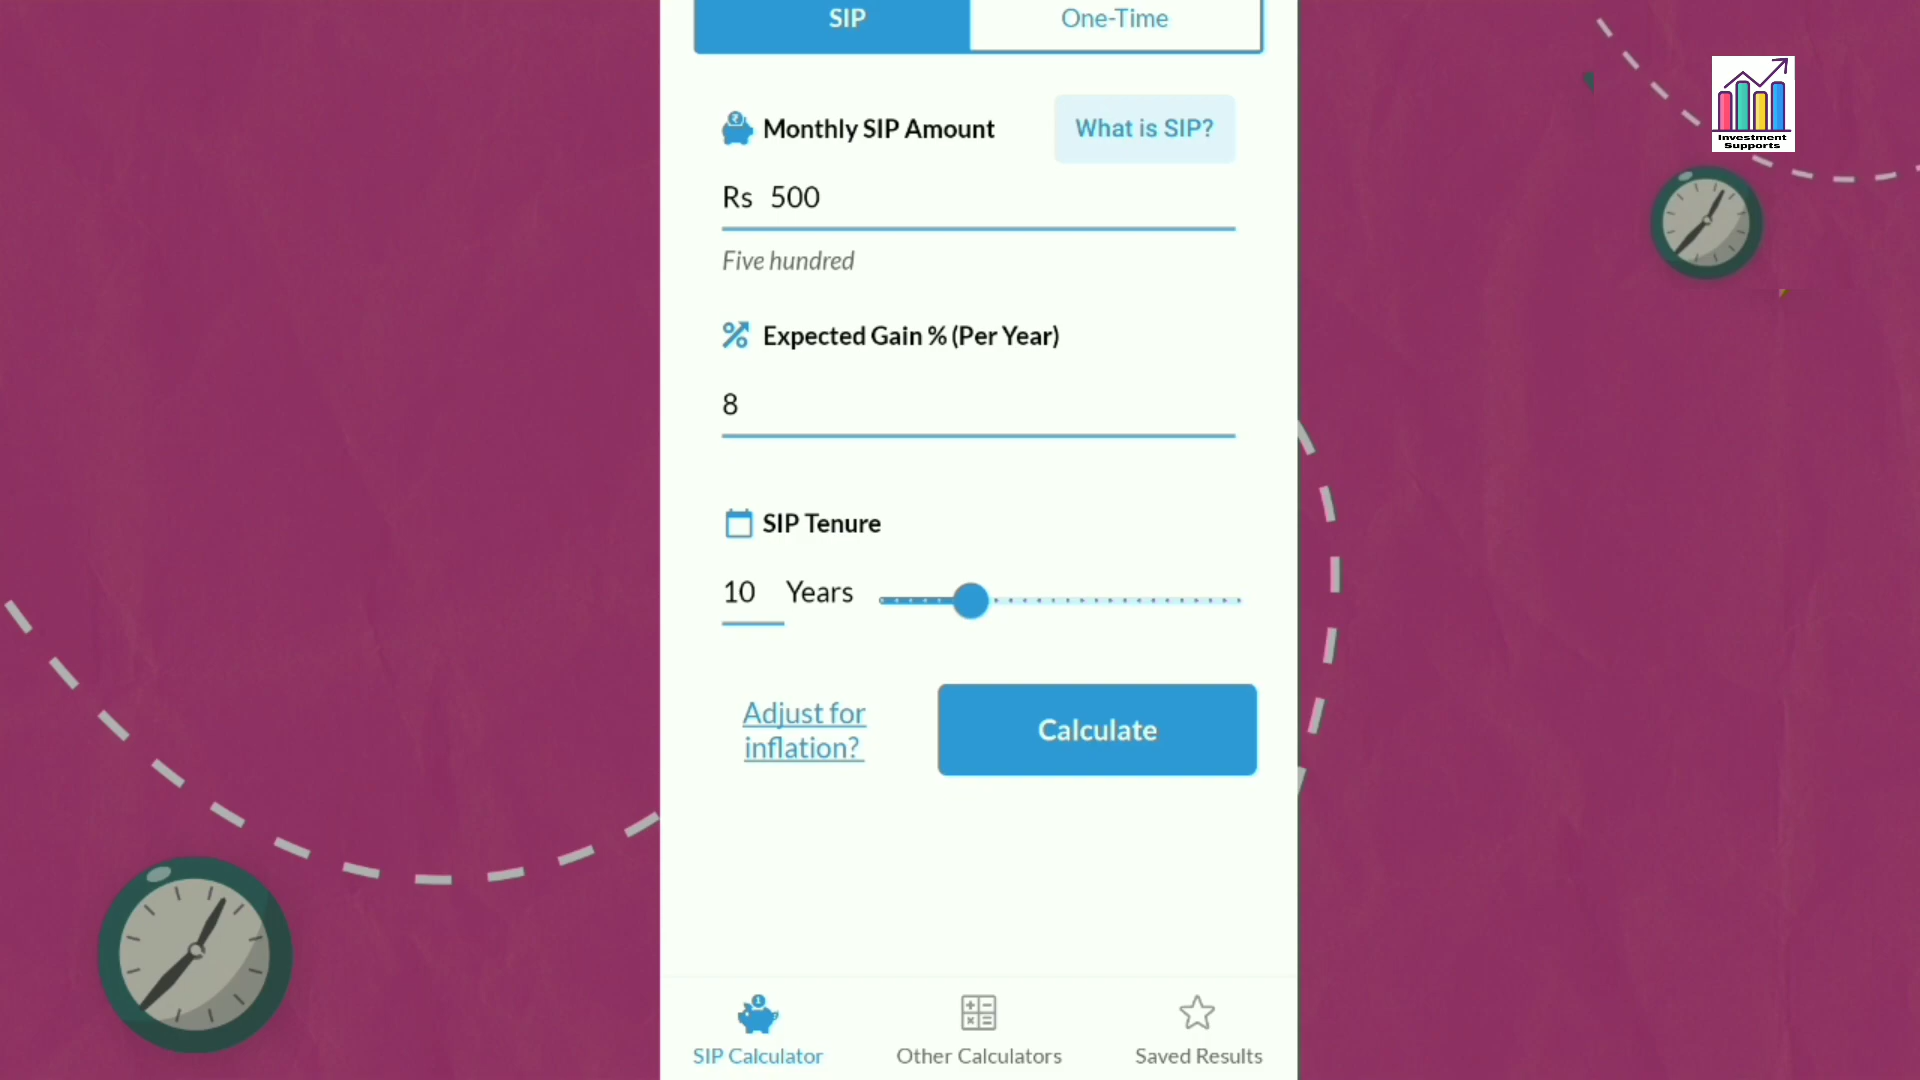 SIP
One-Time
Monthly SIP Amount
What is SIP?
Rs 500
Five hundred
Expected Gain % (Per Year)
8
SIP Tenure
10 Years
Adjust for
inflation?
Calculate
SIP Calculator
Other Calculators
Saved Results
Investment
Supports